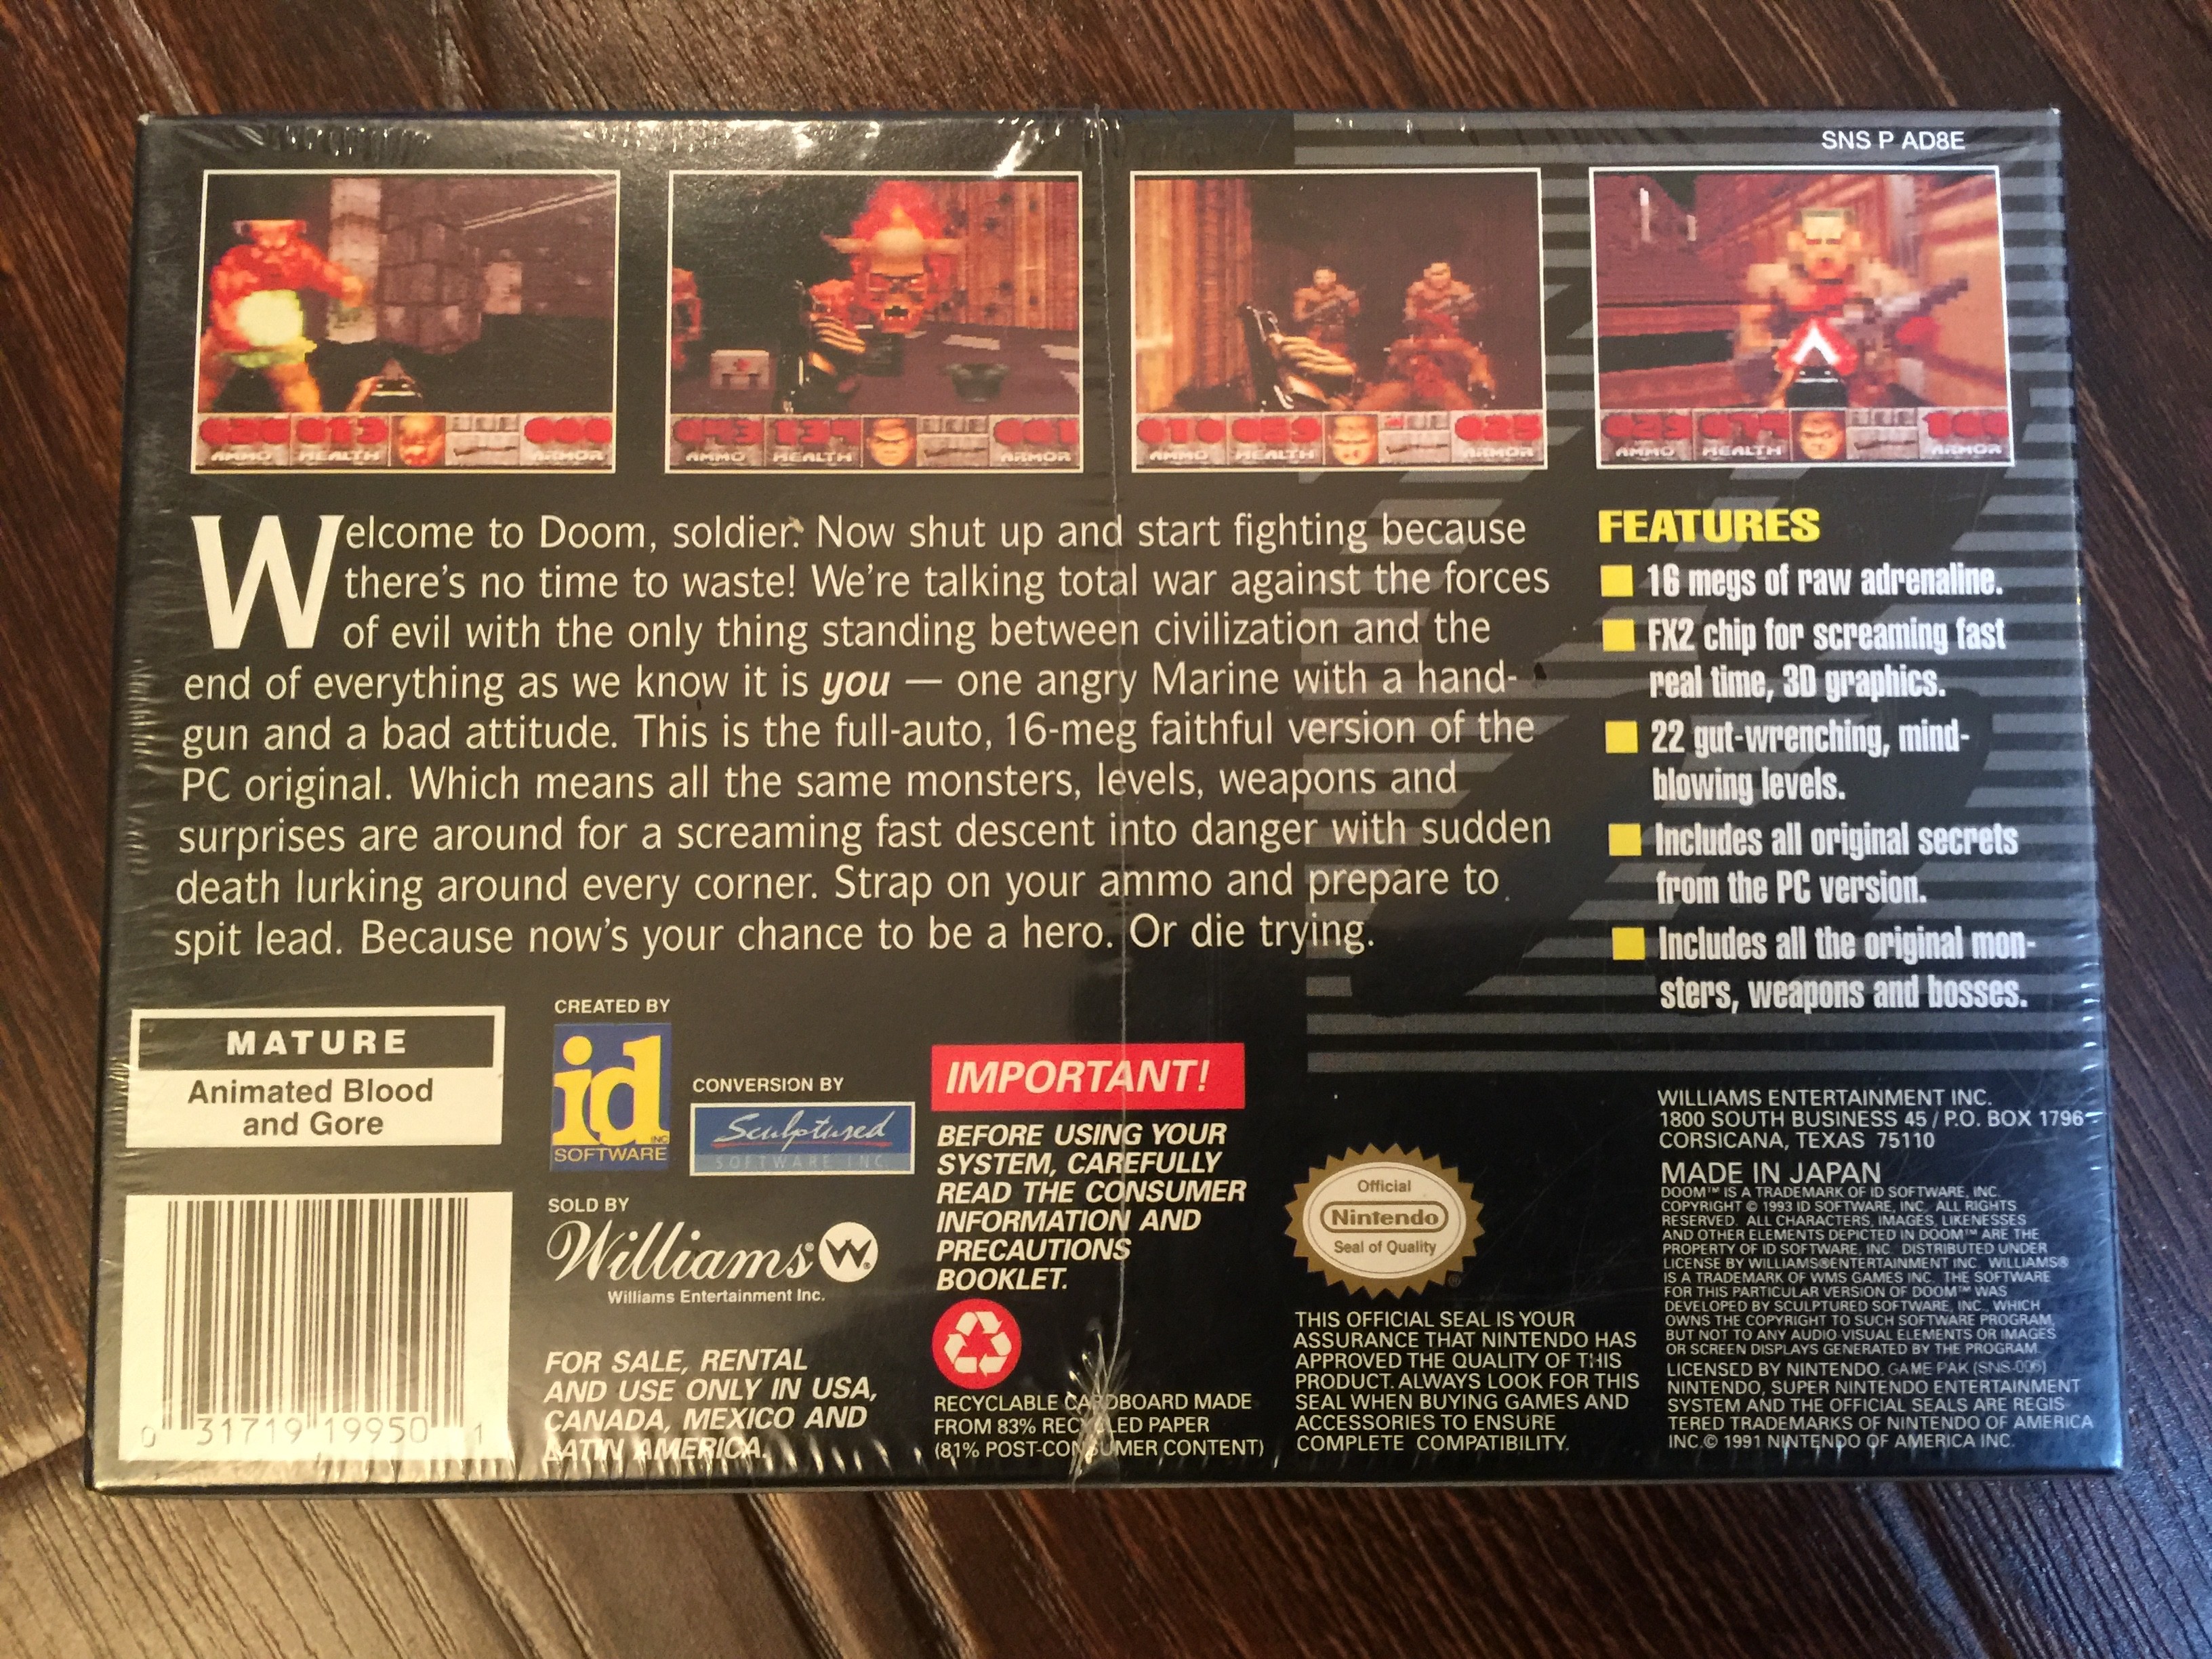 SNS P AD8E
AMMO HEALTH ARMOR
AMMO HEALTH ARMOR
AMMO HEALTH ARMOR
AMMO HEALTH ARMOR
Welcome to Doom, soldier. Now shut up and start fighting because
there's no time to waste! We're talking total war against the forces
of evil with the only thing standing between civilization and the
end of everything as we know it is you — one angry Marine with a hand-
gun and a bad attitude. This is the full-auto, 16-meg faithful version of the
PC original. Which means all the same monsters, levels, weapons and
surprises are around for a screaming fast descent into danger with sudden
death lurking around every corner. Strap on your ammo and prepare to
spit lead. Because now's your chance to be a hero. Or die trying.
FEATURES
16 megs of raw adrenaline.
FX2 chip for screaming fast
real time, 3D graphics.
22 gut-wrenching, mind-
blowing levels.
Includes all original secrets
from the PC version.
Includes all the original mon-
sters, weapons and bosses.
MATURE
Animated Blood
and Gore
0 31719 19950 1
CREATED BY
id
INC
SOFTWARE
CONVERSION BY
Sculptured
SOFTWARE INC
SOLD BY
Williams® W®
Williams Entertainment Inc.
FOR SALE, RENTAL
AND USE ONLY IN USA,
CANADA, MEXICO AND
LATIN AMERICA.
IMPORTANT!
BEFORE USING YOUR
SYSTEM, CAREFULLY
READ THE CONSUMER
INFORMATION AND
PRECAUTIONS
BOOKLET.
RECYCLABLE CARDBOARD MADE
FROM 83% RECYCLED PAPER
(81% POST-CONSUMER CONTENT)
Official
Nintendo
Seal of Quality
®
THIS OFFICIAL SEAL IS YOUR
ASSURANCE THAT NINTENDO HAS
APPROVED THE QUALITY OF THIS
PRODUCT. ALWAYS LOOK FOR THIS
SEAL WHEN BUYING GAMES AND
ACCESSORIES TO ENSURE
COMPLETE COMPATIBILITY.
WILLIAMS ENTERTAINMENT INC.
1800 SOUTH BUSINESS 45 / P.O. BOX 1796
CORSICANA, TEXAS 75110
MADE IN JAPAN
DOOM™ IS A TRADEMARK OF ID SOFTWARE, INC.
COPYRIGHT © 1993 ID SOFTWARE, INC. ALL RIGHTS
RESERVED. ALL CHARACTERS, IMAGES, LIKENESSES
AND OTHER ELEMENTS DEPICTED IN DOOM™ ARE THE
PROPERTY OF ID SOFTWARE, INC. DISTRIBUTED UNDER
LICENSE BY WILLIAMS®ENTERTAINMENT INC. WILLIAMS®
IS A TRADEMARK OF WMS GAMES INC. THE SOFTWARE
FOR THIS PARTICULAR VERSION OF DOOM™ WAS
DEVELOPED BY SCULPTURED SOFTWARE, INC., WHICH
OWNS THE COPYRIGHT TO SUCH SOFTWARE PROGRAM,
BUT NOT TO ANY AUDIO-VISUAL ELEMENTS OR IMAGES
OR SCREEN DISPLAYS GENERATED BY THE PROGRAM.
LICENSED BY NINTENDO. GAME PAK (SNS-006)
NINTENDO, SUPER NINTENDO ENTERTAINMENT
SYSTEM AND THE OFFICIAL SEALS ARE REGIS-
TERED TRADEMARKS OF NINTENDO OF AMERICA
INC.© 1991 NINTENDO OF AMERICA INC.